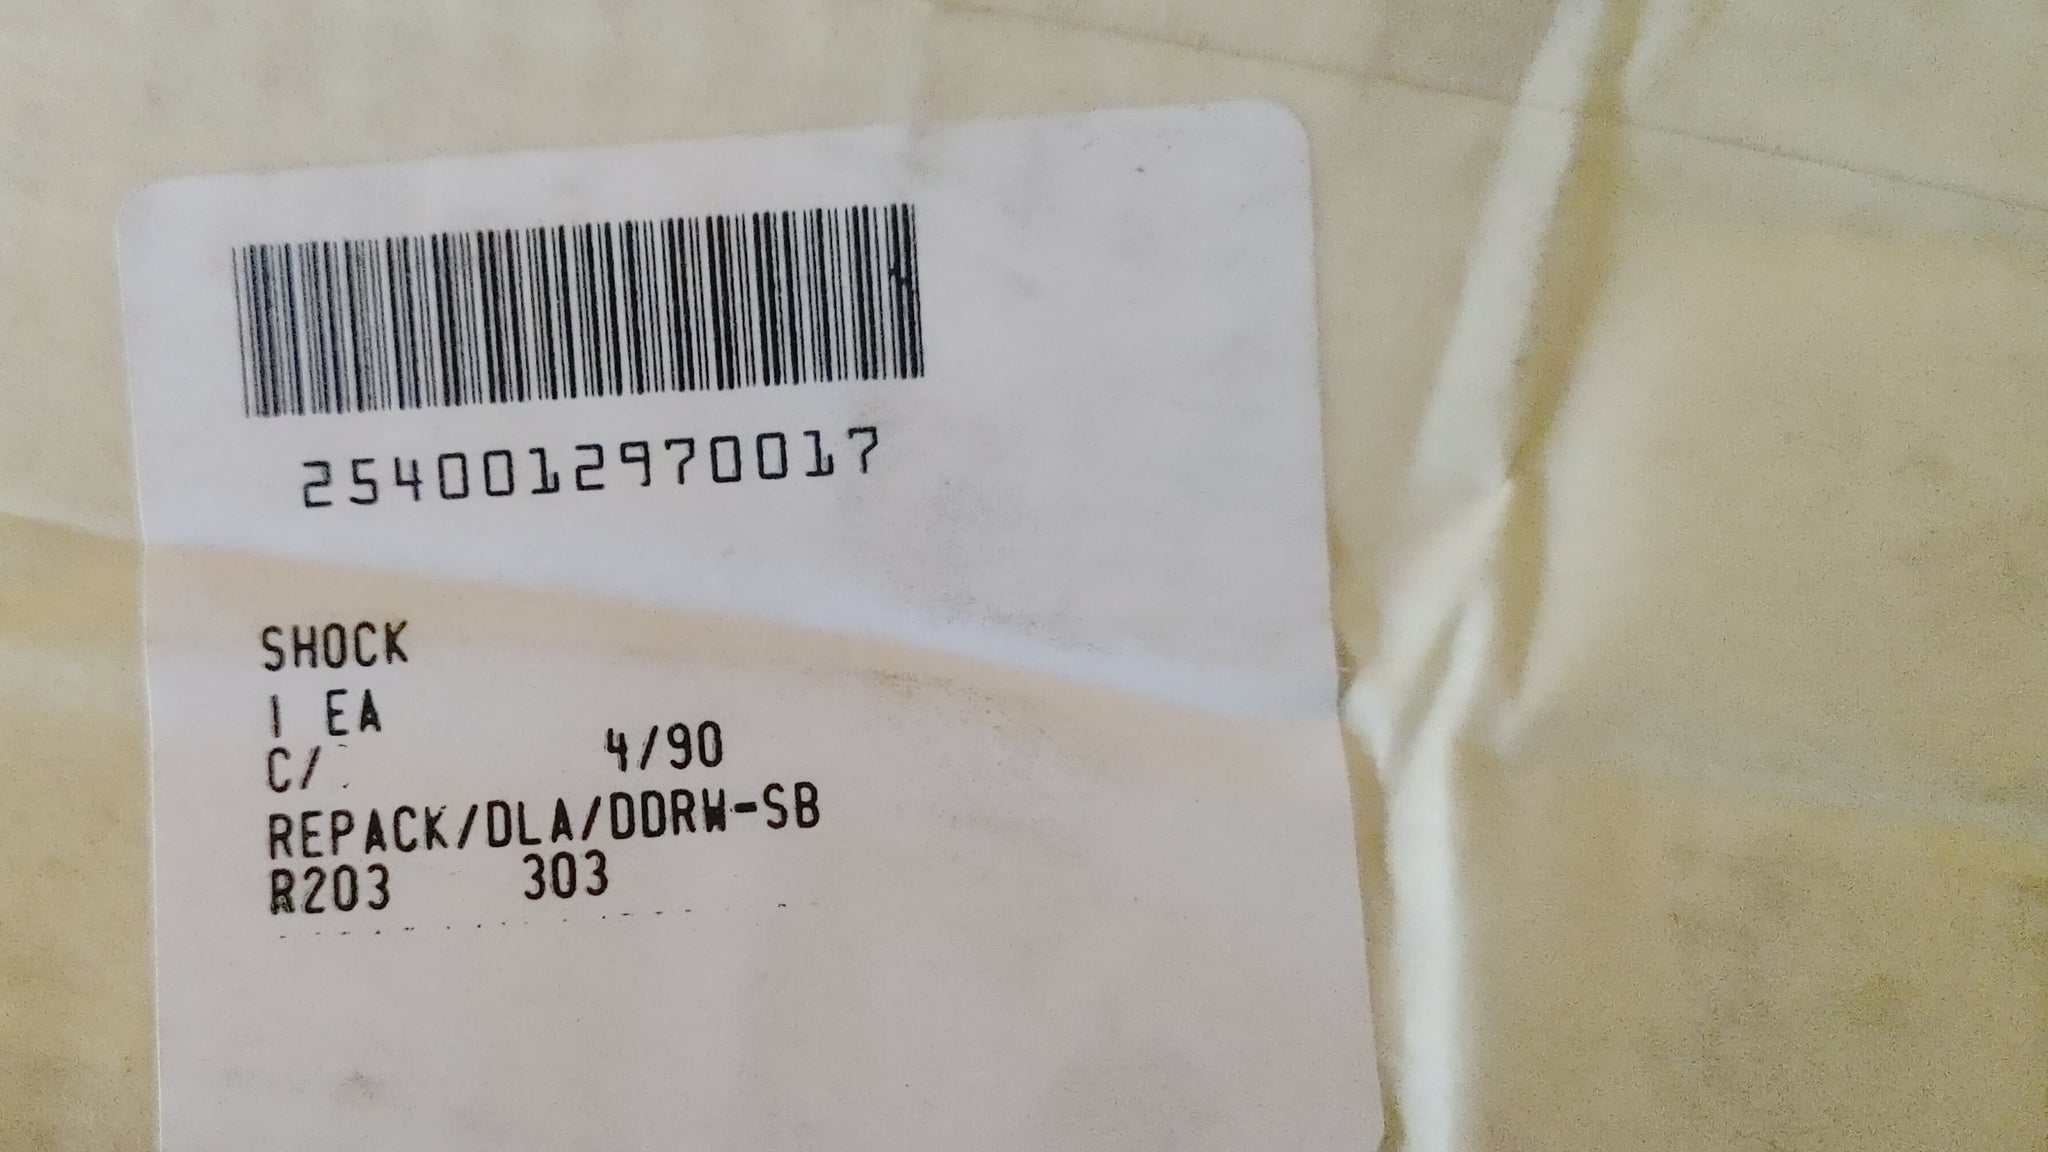 2540012970017
SHOCK
1 EA
C/ 4/90
REPACK/DLA/DDRW-SB
R203 303